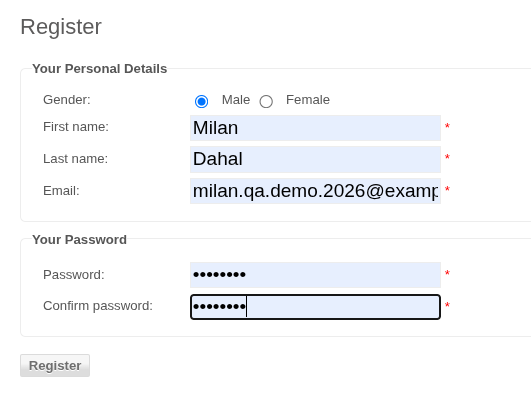 Register
Your Personal Details
Gender: Male Female
First name: Milan *
Last name: Dahal *
Email: milan.qa.demo.2026@examp *
Your Password
Password: •••••••• *
Confirm password: •••••••• *
Register